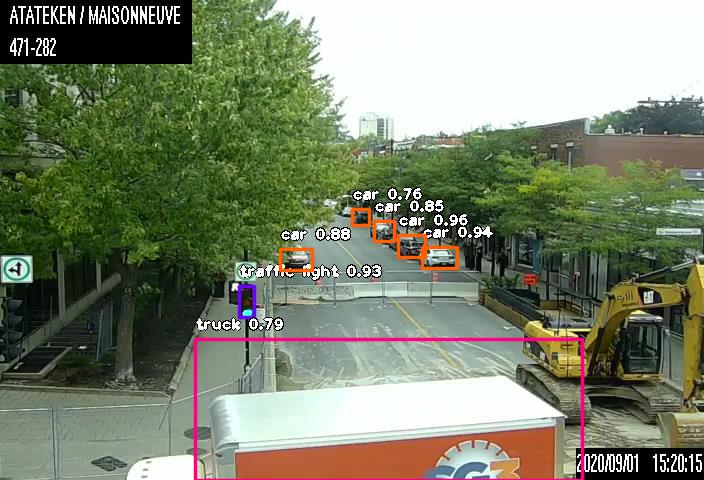 ATATEKEN / MAISONNEUVE
471-282
car 0.76
car 0.85
car 0.96
car 0.94
car 0.88
traffic light 0.93
truck 0.79
CAT
2020/09/01 15:20:15